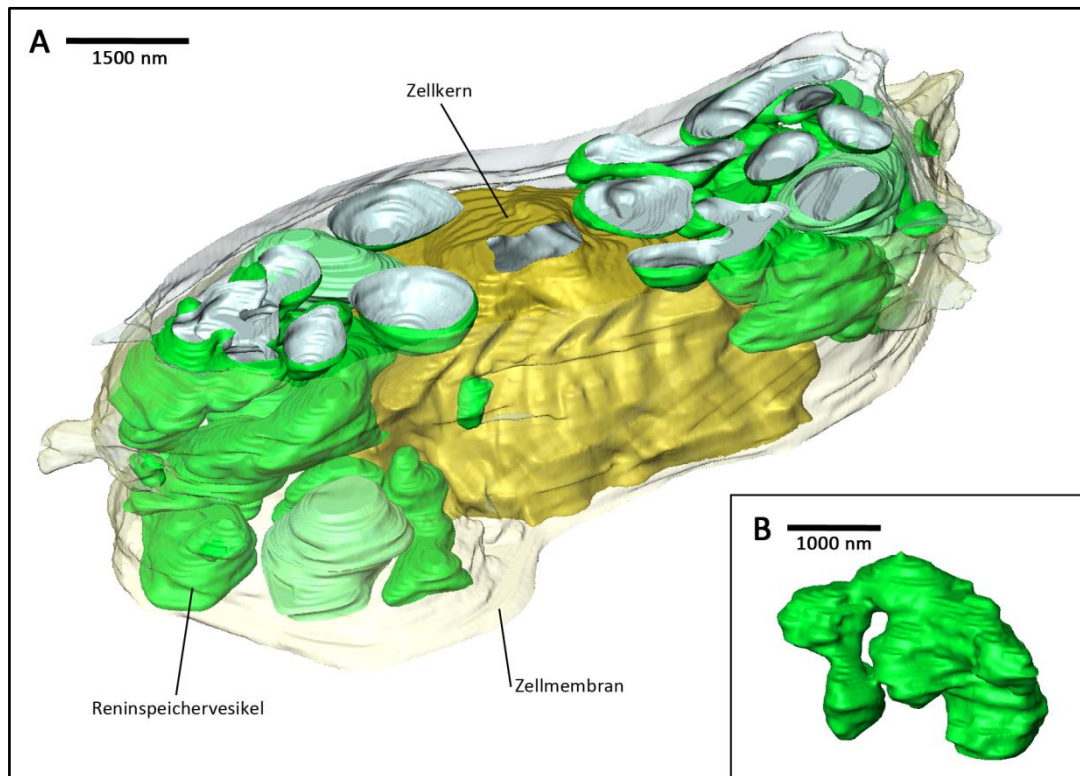 A
1500 nm
Zellkern
Reninspeichervesikel
Zellmembran
B
1000 nm